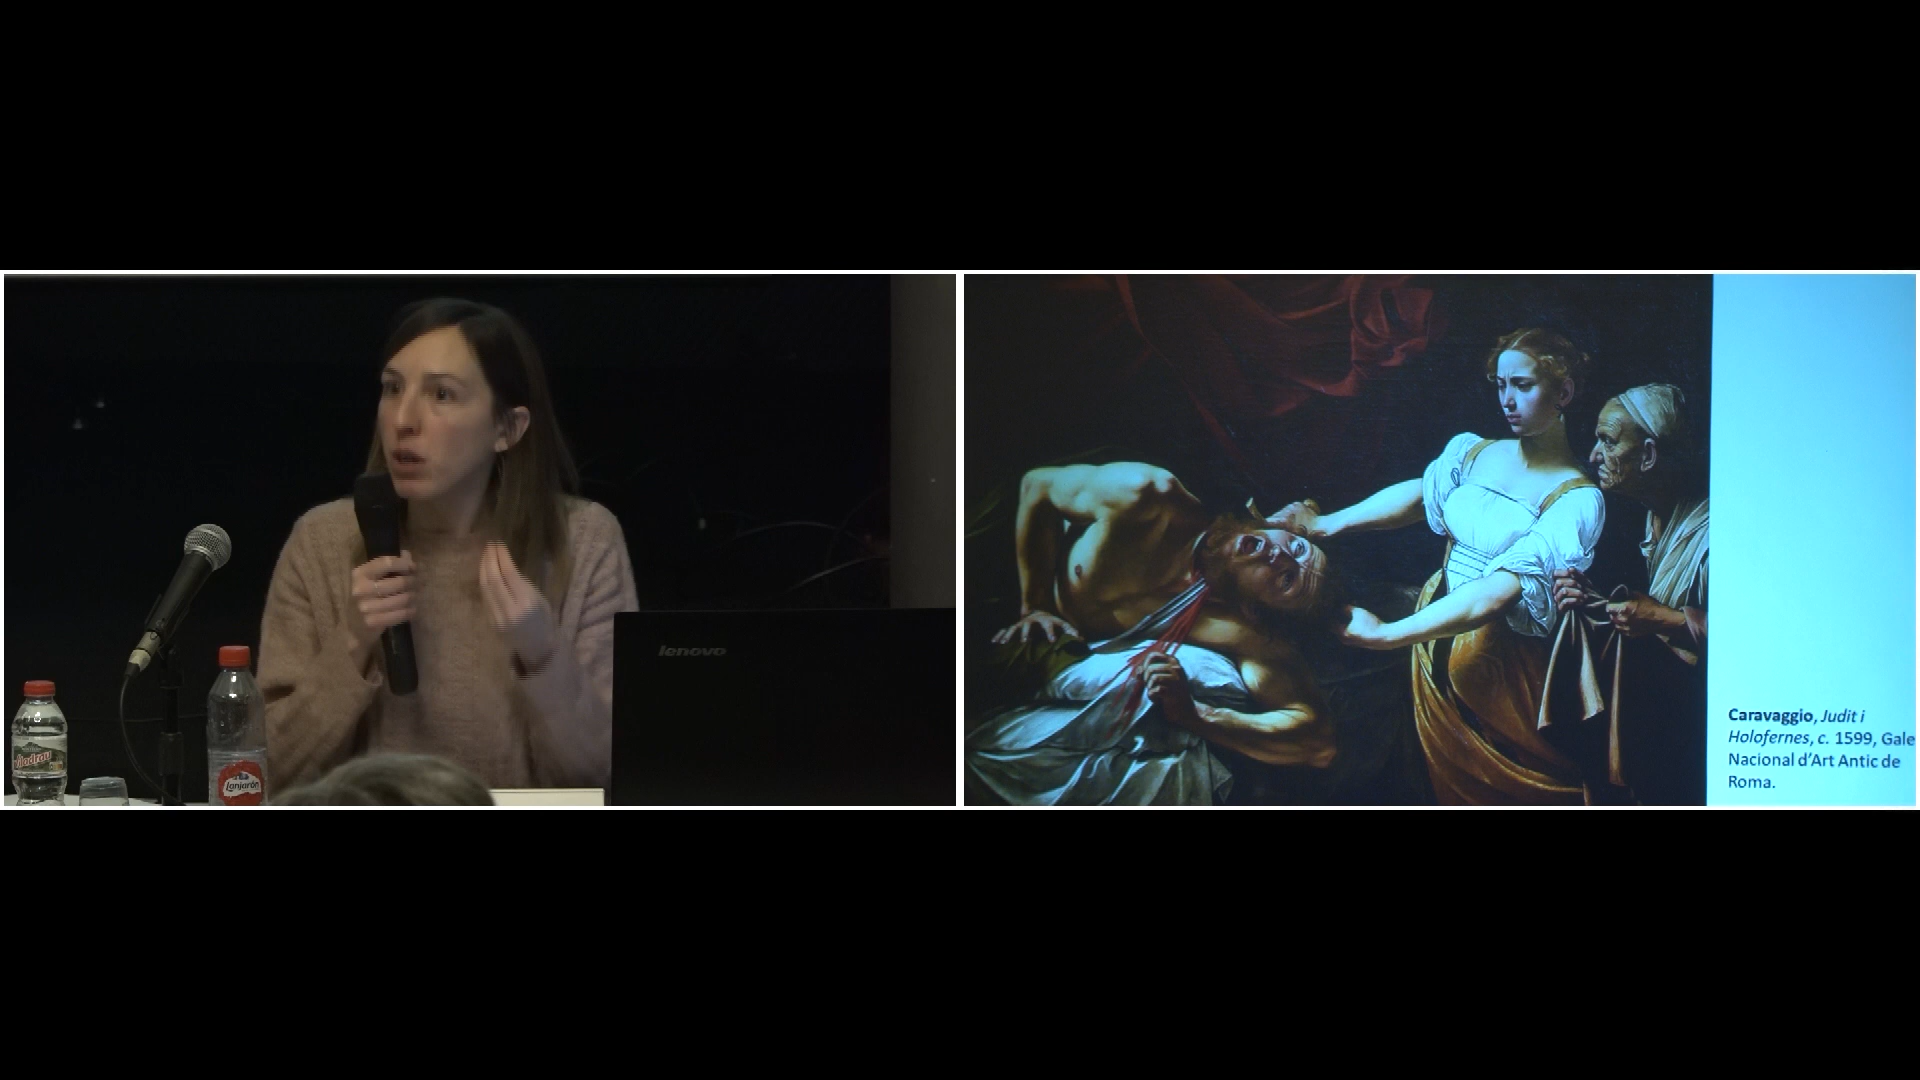 lenovo
Lanjarón
Caravaggio, Judit i
Holofernes, c. 1599, Gale
Nacional d'Art Antic de
Roma.